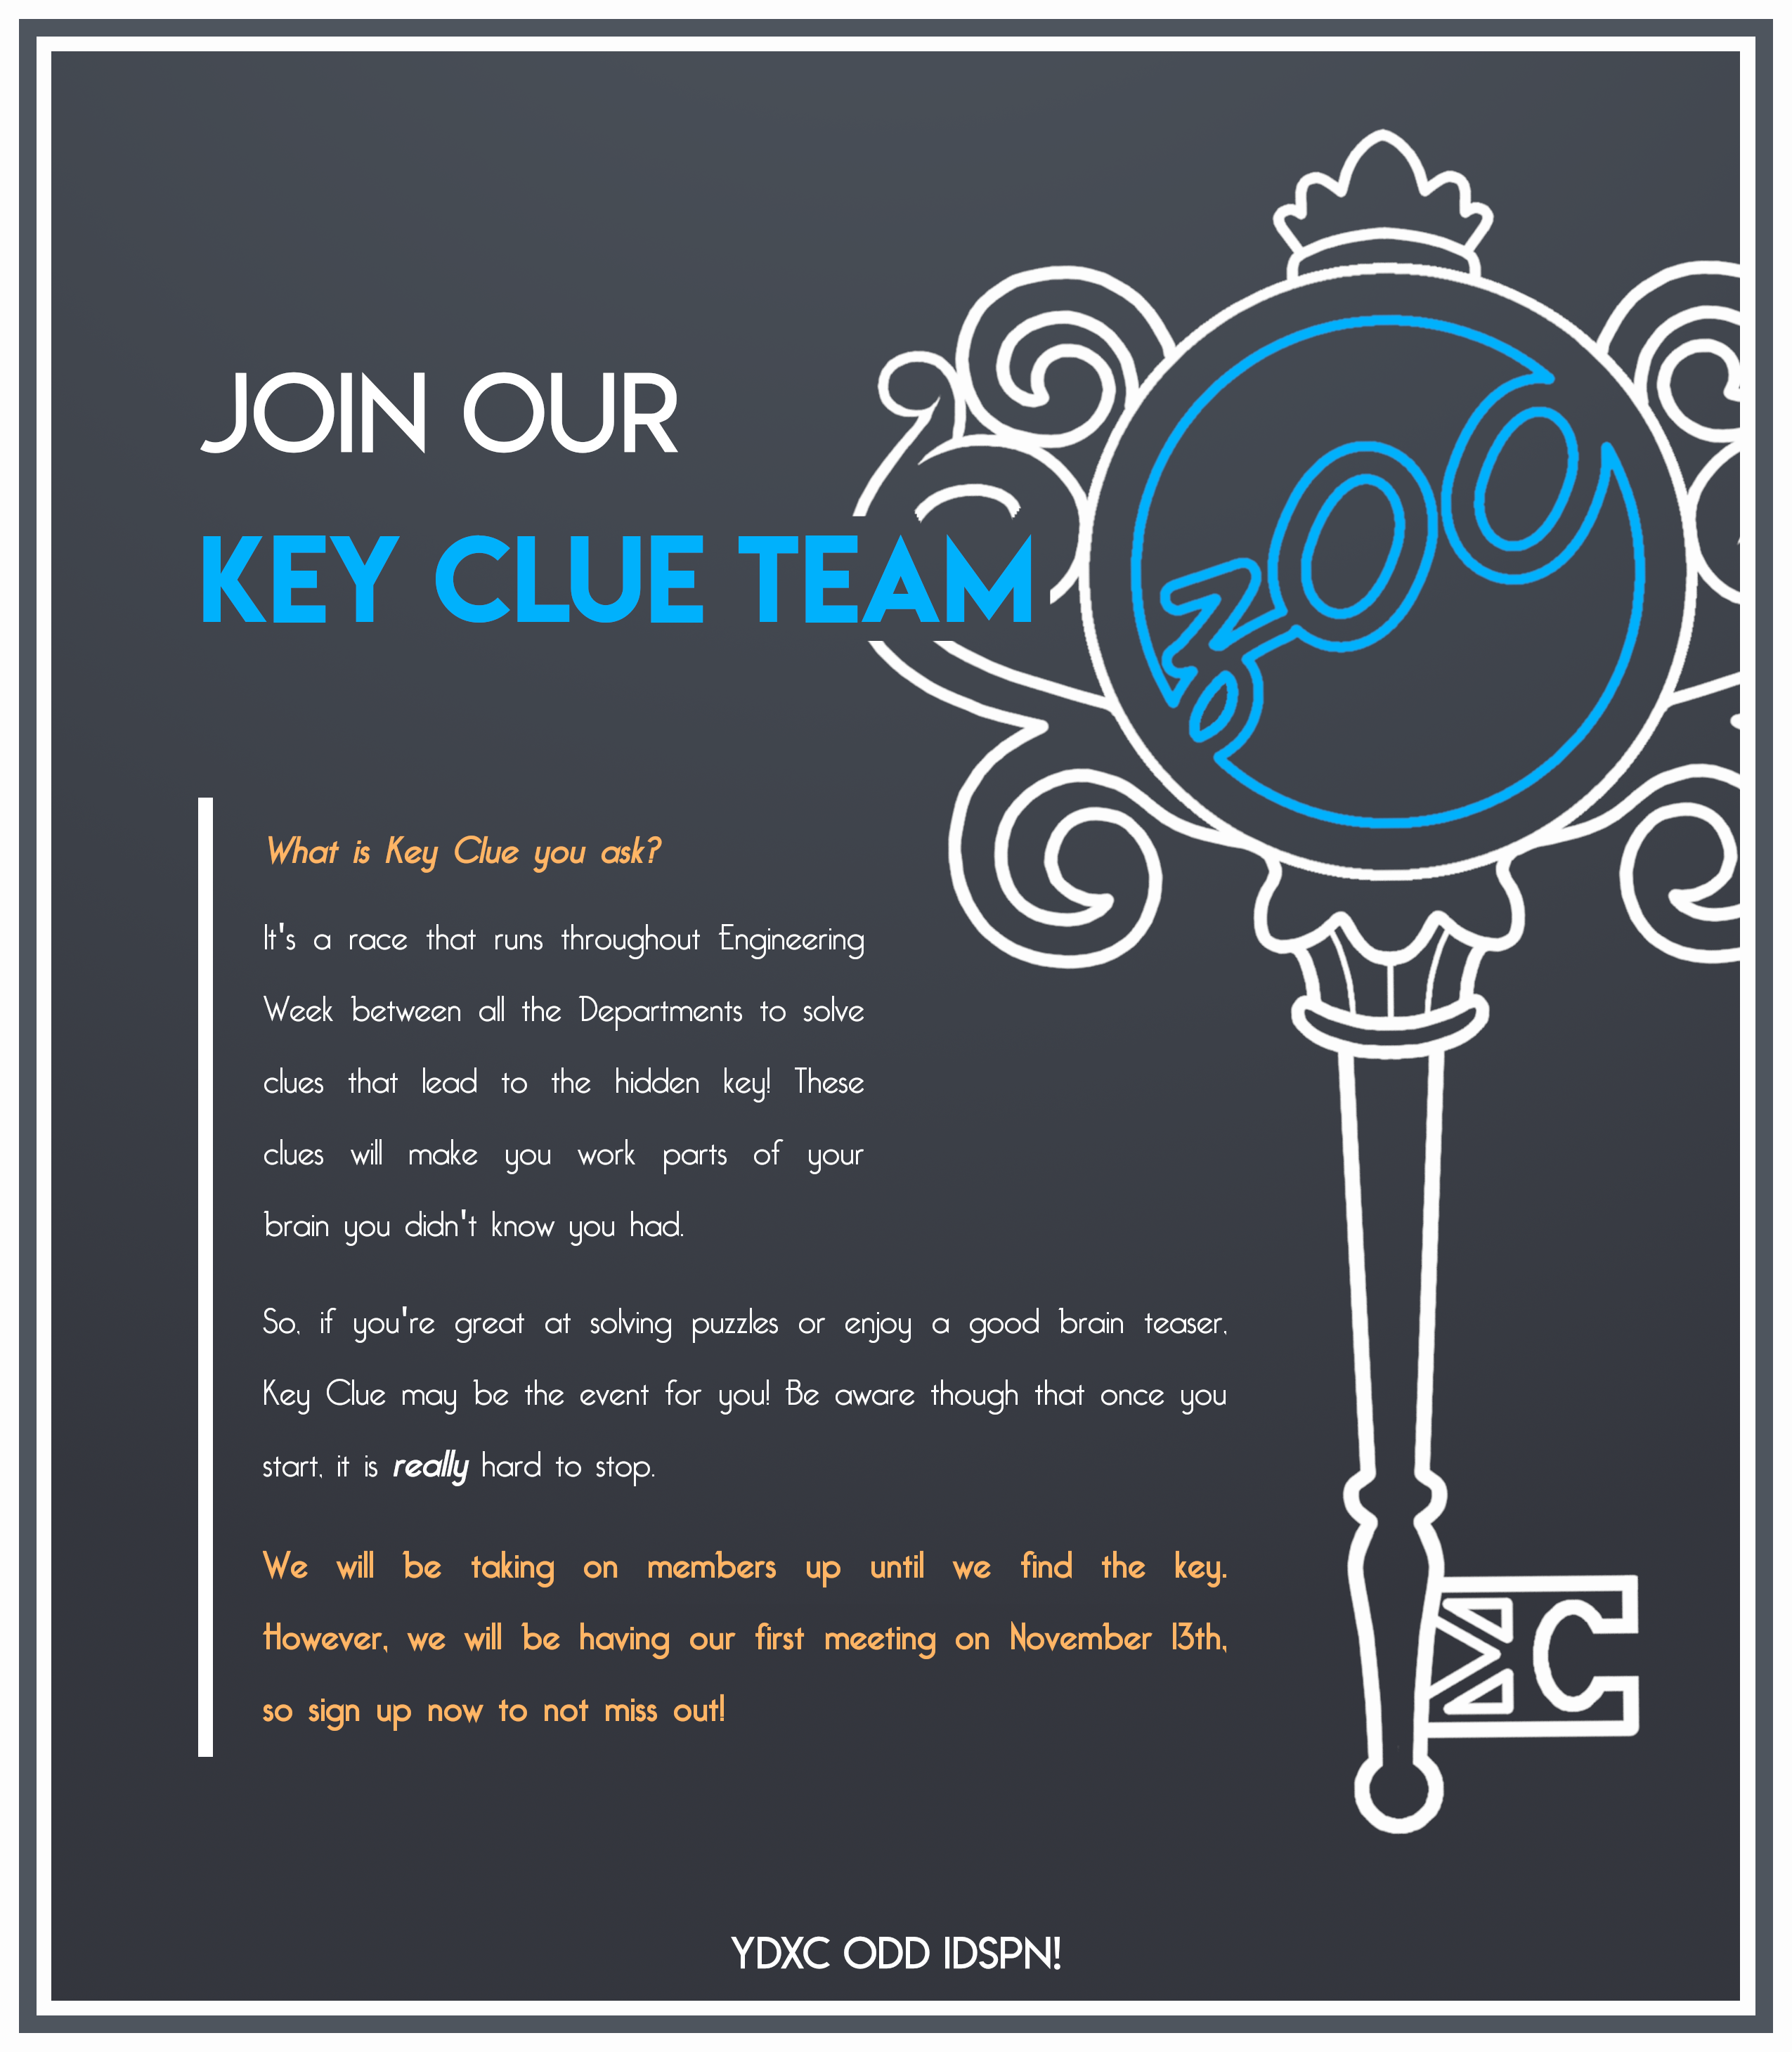 JOIN OUR
KEY CLUE TEAM
What is Key Clue you ask?
It's a race that runs throughout Engineering
Week between all the Departments to solve
clues that lead to the hidden key! These
clues will make you work parts of your
brain you didn't know you had.
So, if you're great at solving puzzles or enjoy a good brain teaser,
Key Clue may be the event for you! Be aware though that once you
start, it is really hard to stop.
We will be taking on members up until we find the key.
However, we will be having our first meeting on November 13th,
so sign up now to not miss out!
ΣC
YDXC ODD IDSPN!